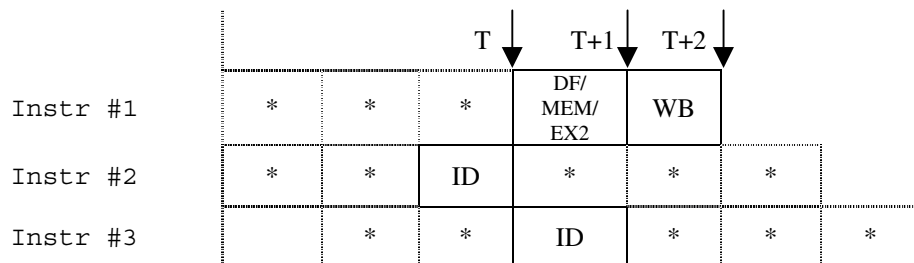 T T+1 T+2
Instr #1 * * * DF/ MEM/ EX2 WB
Instr #2 * * ID * * *
Instr #3 * * ID * * *